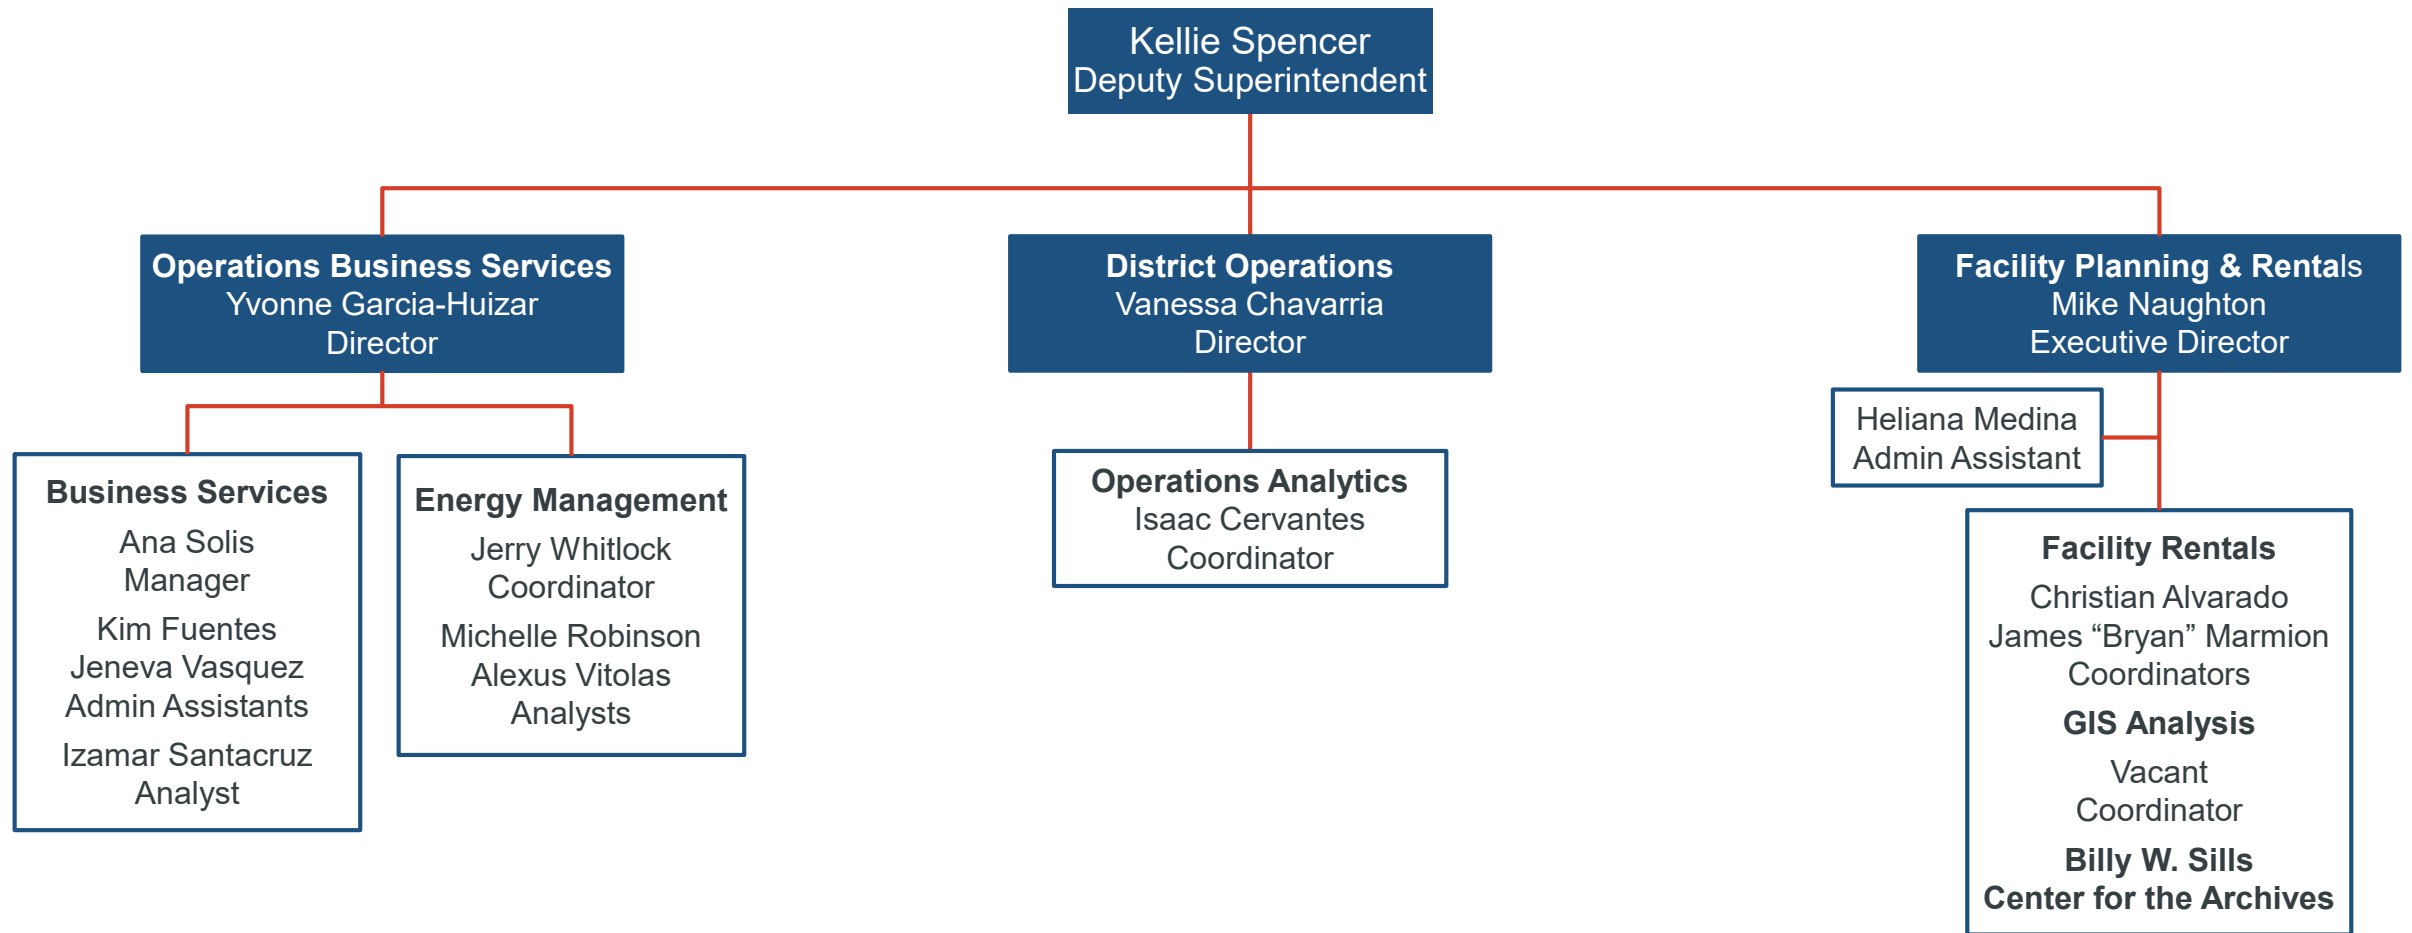 Kellie Spencer
Deputy Superintendent
Operations Business Services
Yvonne Garcia-Huizar
Director
District Operations
Vanessa Chavarria
Director
Facility Planning & Rentals
Mike Naughton
Executive Director
Heliana Medina
Admin Assistant
Business Services
Ana Solis
Manager
Kim Fuentes
Jeneva Vasquez
Admin Assistants
Izamar Santacruz
Analyst
Energy Management
Jerry Whitlock
Coordinator
Michelle Robinson
Alexus Vitolas
Analysts
Operations Analytics
Isaac Cervantes
Coordinator
Facility Rentals
Christian Alvarado
James “Bryan” Marmion
Coordinators
GIS Analysis
Vacant
Coordinator
Billy W. Sills
Center for the Archives